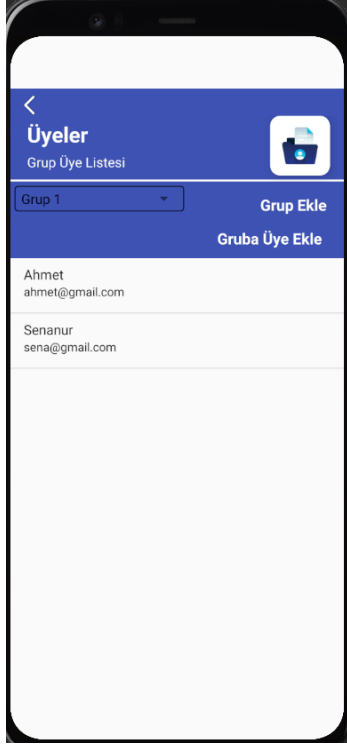 Üyeler
Grup Üye Listesi
Grup 1
Grup Ekle
Gruba Üye Ekle
Ahmet
ahmet@gmail.com
Senanur
sena@gmail.com